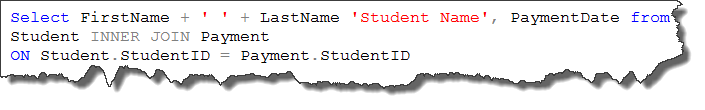 Select FirstName + ' ' + LastName 'Student Name', PaymentDate from
Student INNER JOIN Payment
ON Student.StudentID = Payment.StudentID